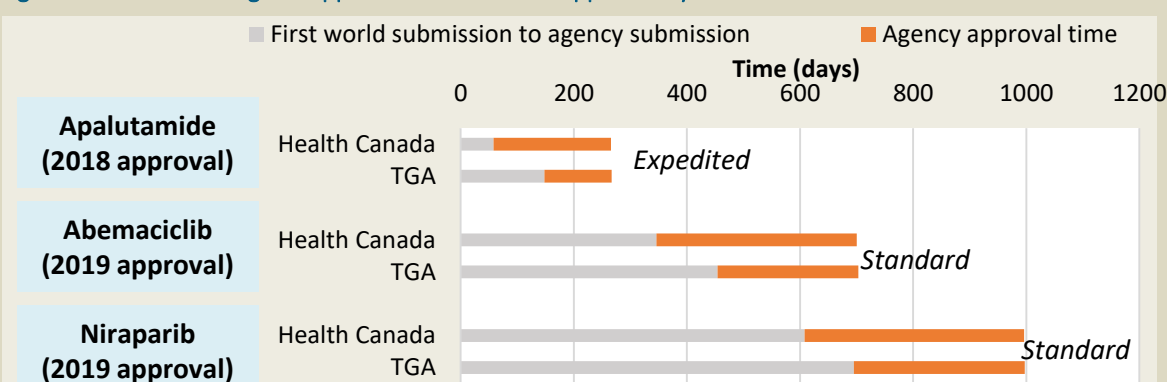 First world submission to agency submission
Agency approval time
Time (days)
0 200 400 600 800 1000 1200
Apalutamide
(2018 approval)
Health Canada
TGA
Expedited
Abemaciclib
(2019 approval)
Health Canada
TGA
Standard
Niraparib
(2019 approval)
Health Canada
TGA
Standard